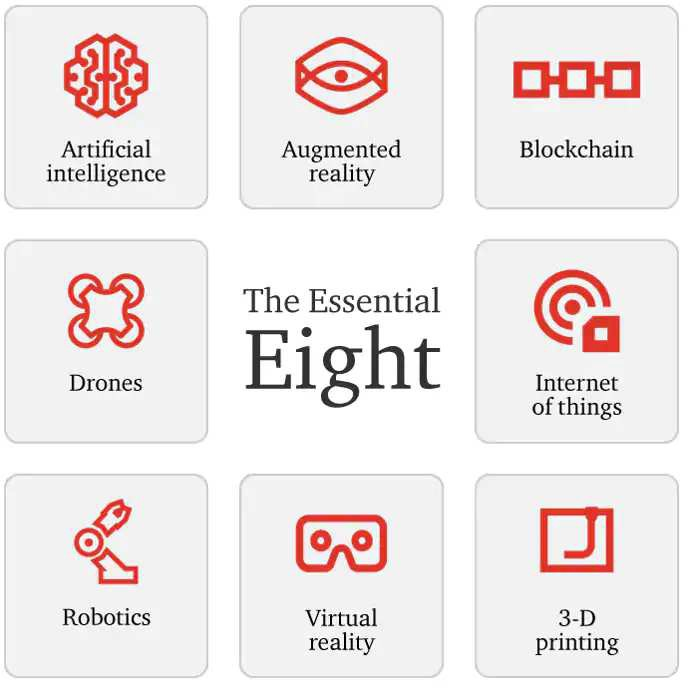 Artificial
intelligence
Augmented
reality
Blockchain
Drones
The Essential
Eight
Internet
of things
Robotics
Virtual
reality
3-D
printing